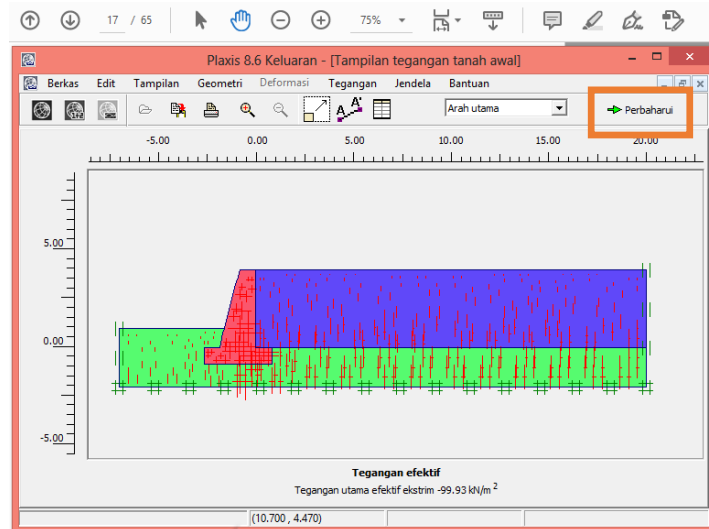 17 / 65 75%
Plaxis 8.6 Keluaran - [Tampilan tegangan tanah awal]
Berkas Edit Tampilan Geometri Deformasi Tegangan Jendela Bantuan
Arah utama Perbaharui
-5.00 0.00 5.00 10.00 15.00 20.00
5.00
0.00
-5.00
Tegangan efektif
Tegangan utama efektif ekstrim -99.93 kN/m 2
(10.700 , 4.470)